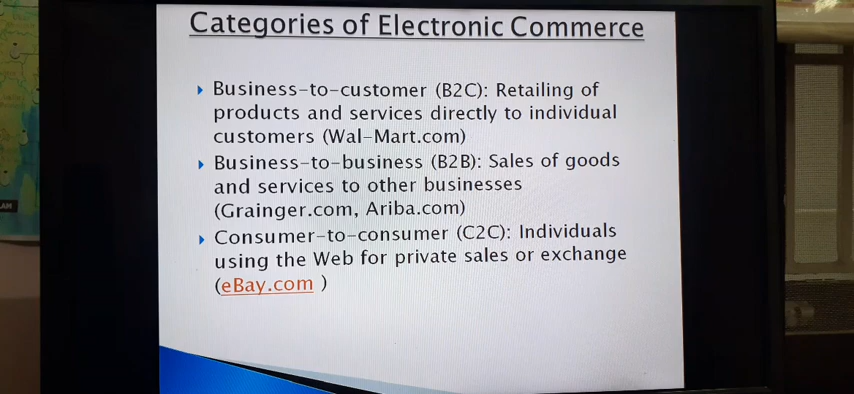 Categories of Electronic Commerce
Business-to-customer (B2C): Retailing of
products and services directly to individual
customers (Wal-Mart.com)
Business-to-business (B2B): Sales of goods
and services to other businesses
(Grainger.com, Ariba.com)
Consumer-to-consumer (C2C): Individuals
using the Web for private sales or exchange
(eBay.com )